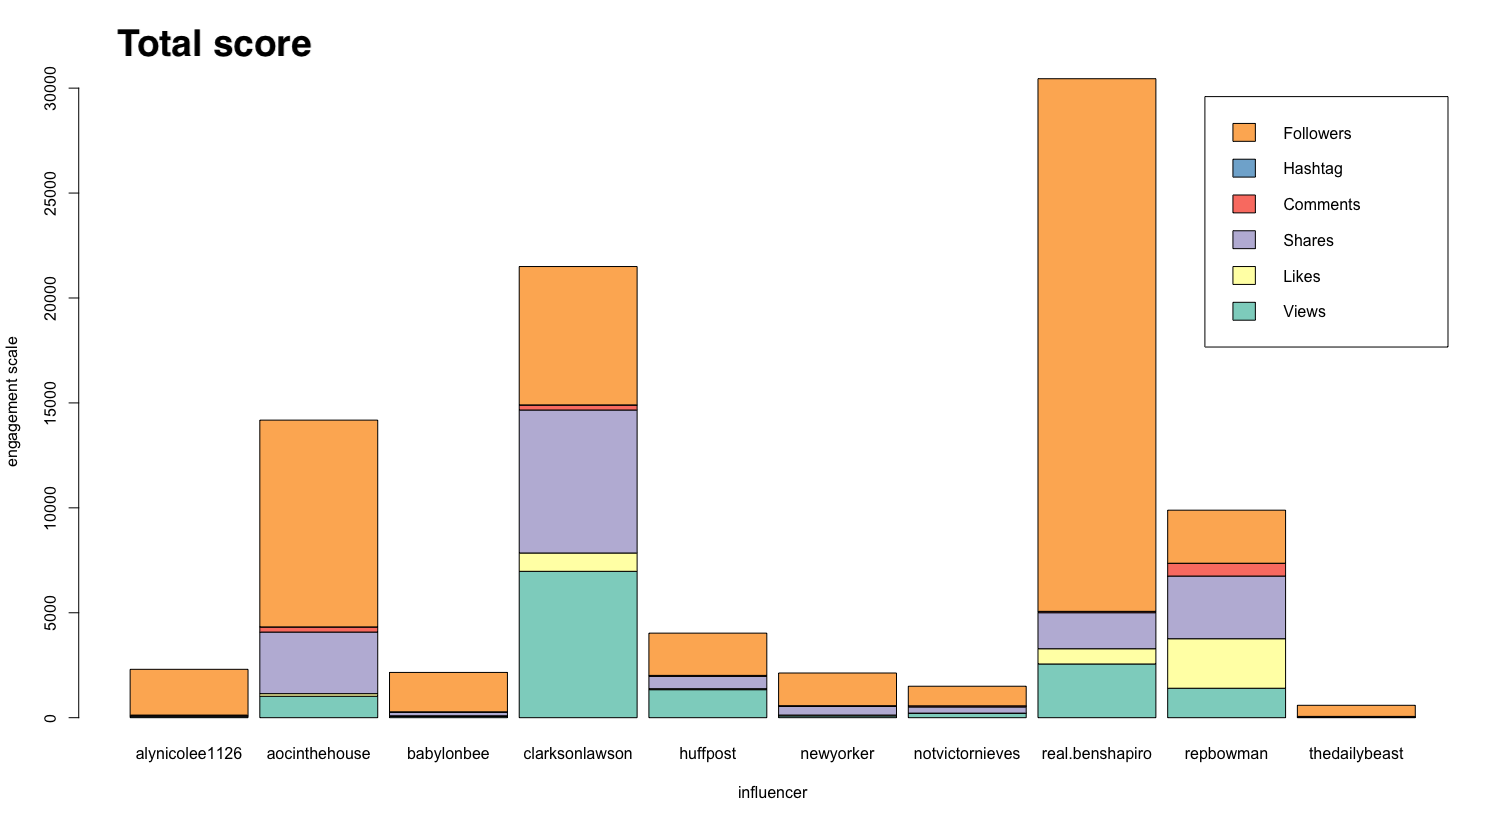 Total score
30000
25000
20000
15000
10000
5000
0
engagement scale
Followers
Hashtag
Comments
Shares
Likes
Views
alynicolee1126 aocinthehouse babylonbee clarksonlawson huffpost newyorker notvictornieves real.benshapiro repbowman thedailybeast
influencer